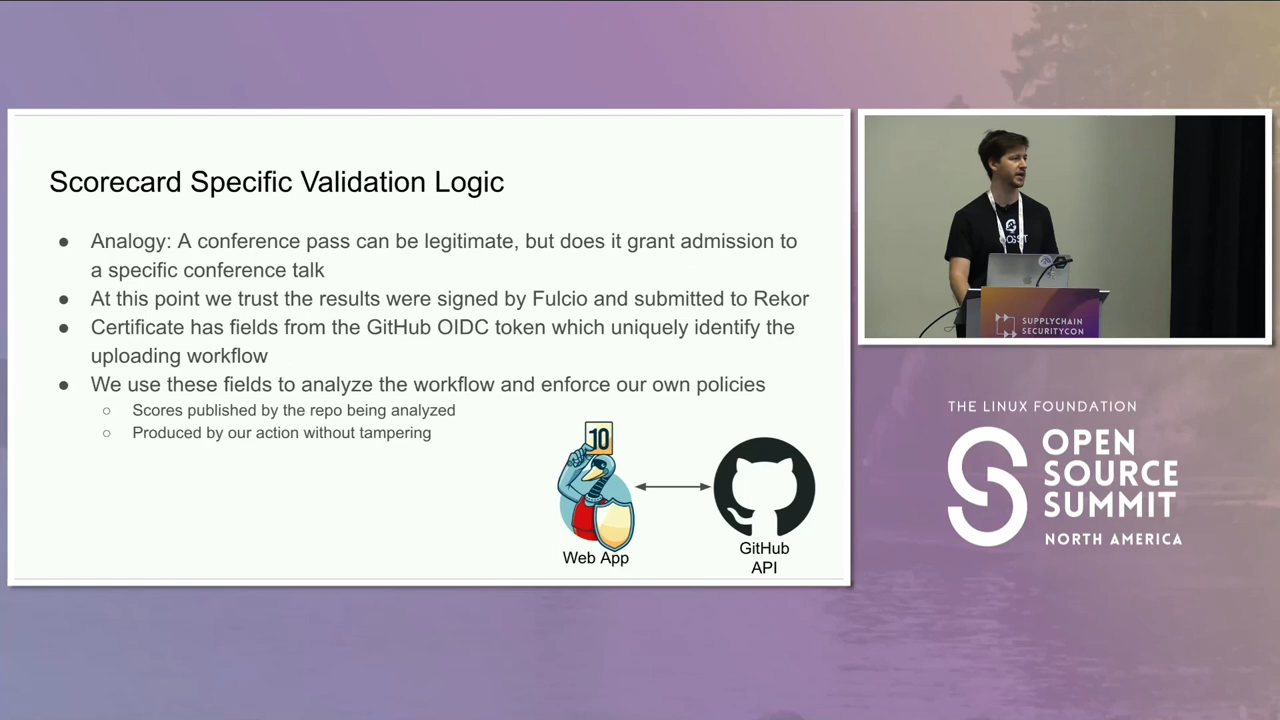 Scorecard Specific Validation Logic
● Analogy: A conference pass can be legitimate, but does it grant admission to
a specific conference talk
● At this point we trust the results were signed by Fulcio and submitted to Rekor
● Certificate has fields from the GitHub OIDC token which uniquely identify the
uploading workflow
● We use these fields to analyze the workflow and enforce our own policies
○ Scores published by the repo being analyzed
○ Produced by our action without tampering
10
Web App
GitHub
API
SUPPLYCHAIN
SECURITYCON
THE LINUX FOUNDATION
OPEN
SOURCE
SUMMIT
NORTH AMERICA